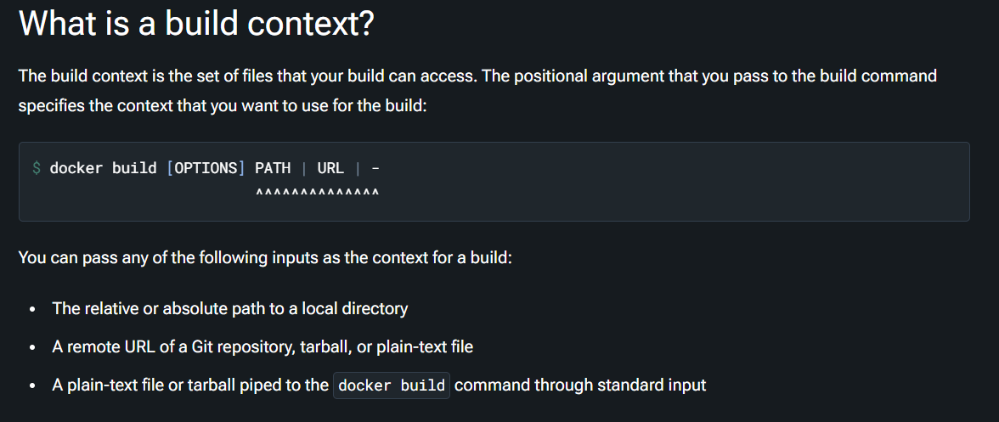 What is a build context?
The build context is the set of files that your build can access. The positional argument that you pass to the build command
specifies the context that you want to use for the build:
$ docker build [OPTIONS] PATH | URL | -
^^^^^^^^^^^^^^
You can pass any of the following inputs as the context for a build:
• The relative or absolute path to a local directory
• A remote URL of a Git repository, tarball, or plain-text file
• A plain-text file or tarball piped to the docker build command through standard input